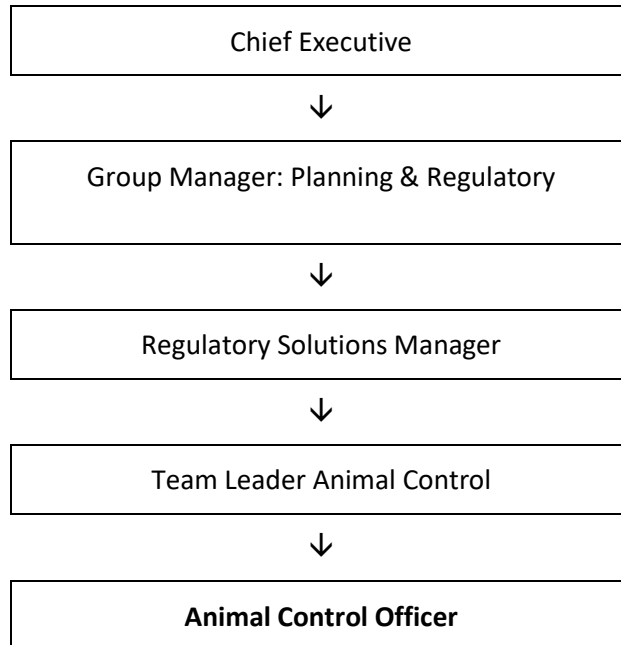 Chief Executive
↓
Group Manager: Planning & Regulatory
↓
Regulatory Solutions Manager
↓
Team Leader Animal Control
↓
Animal Control Officer